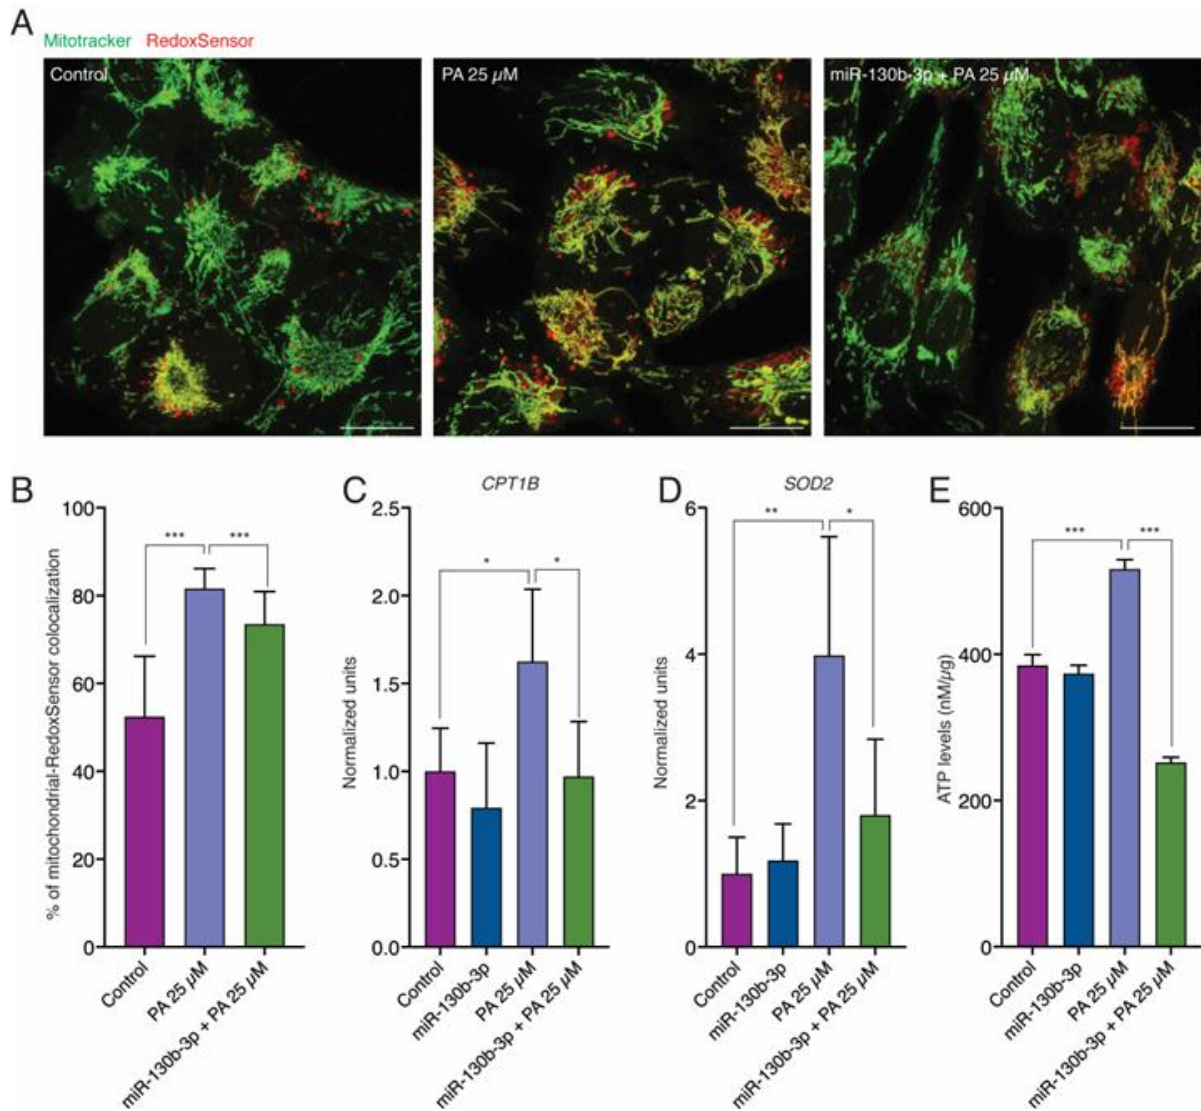 A
Mitotracker RedoxSensor
Control
PA 25 µM
miR-130b-3p + PA 25 µM
B
% of mitochondrial-RedoxSensor colocalization
100
80
60
40
20
0
***
***
Control
PA 25 µM
miR-130b-3p + PA 25 µM
C
CPT1B
Normalized units
2.5
2.0
1.5
1.0
0.5
0.0
*
*
Control
miR-130b-3p
PA 25 µM
miR-130b-3p + PA 25 µM
D
SOD2
Normalized units
6
4
2
0
**
*
Control
miR-130b-3p
PA 25 µM
miR-130b-3p + PA 25 µM
E
ATP levels (nM/µg)
600
400
200
0
***
***
Control
miR-130b-3p
PA 25 µM
miR-130b-3p + PA 25 µM